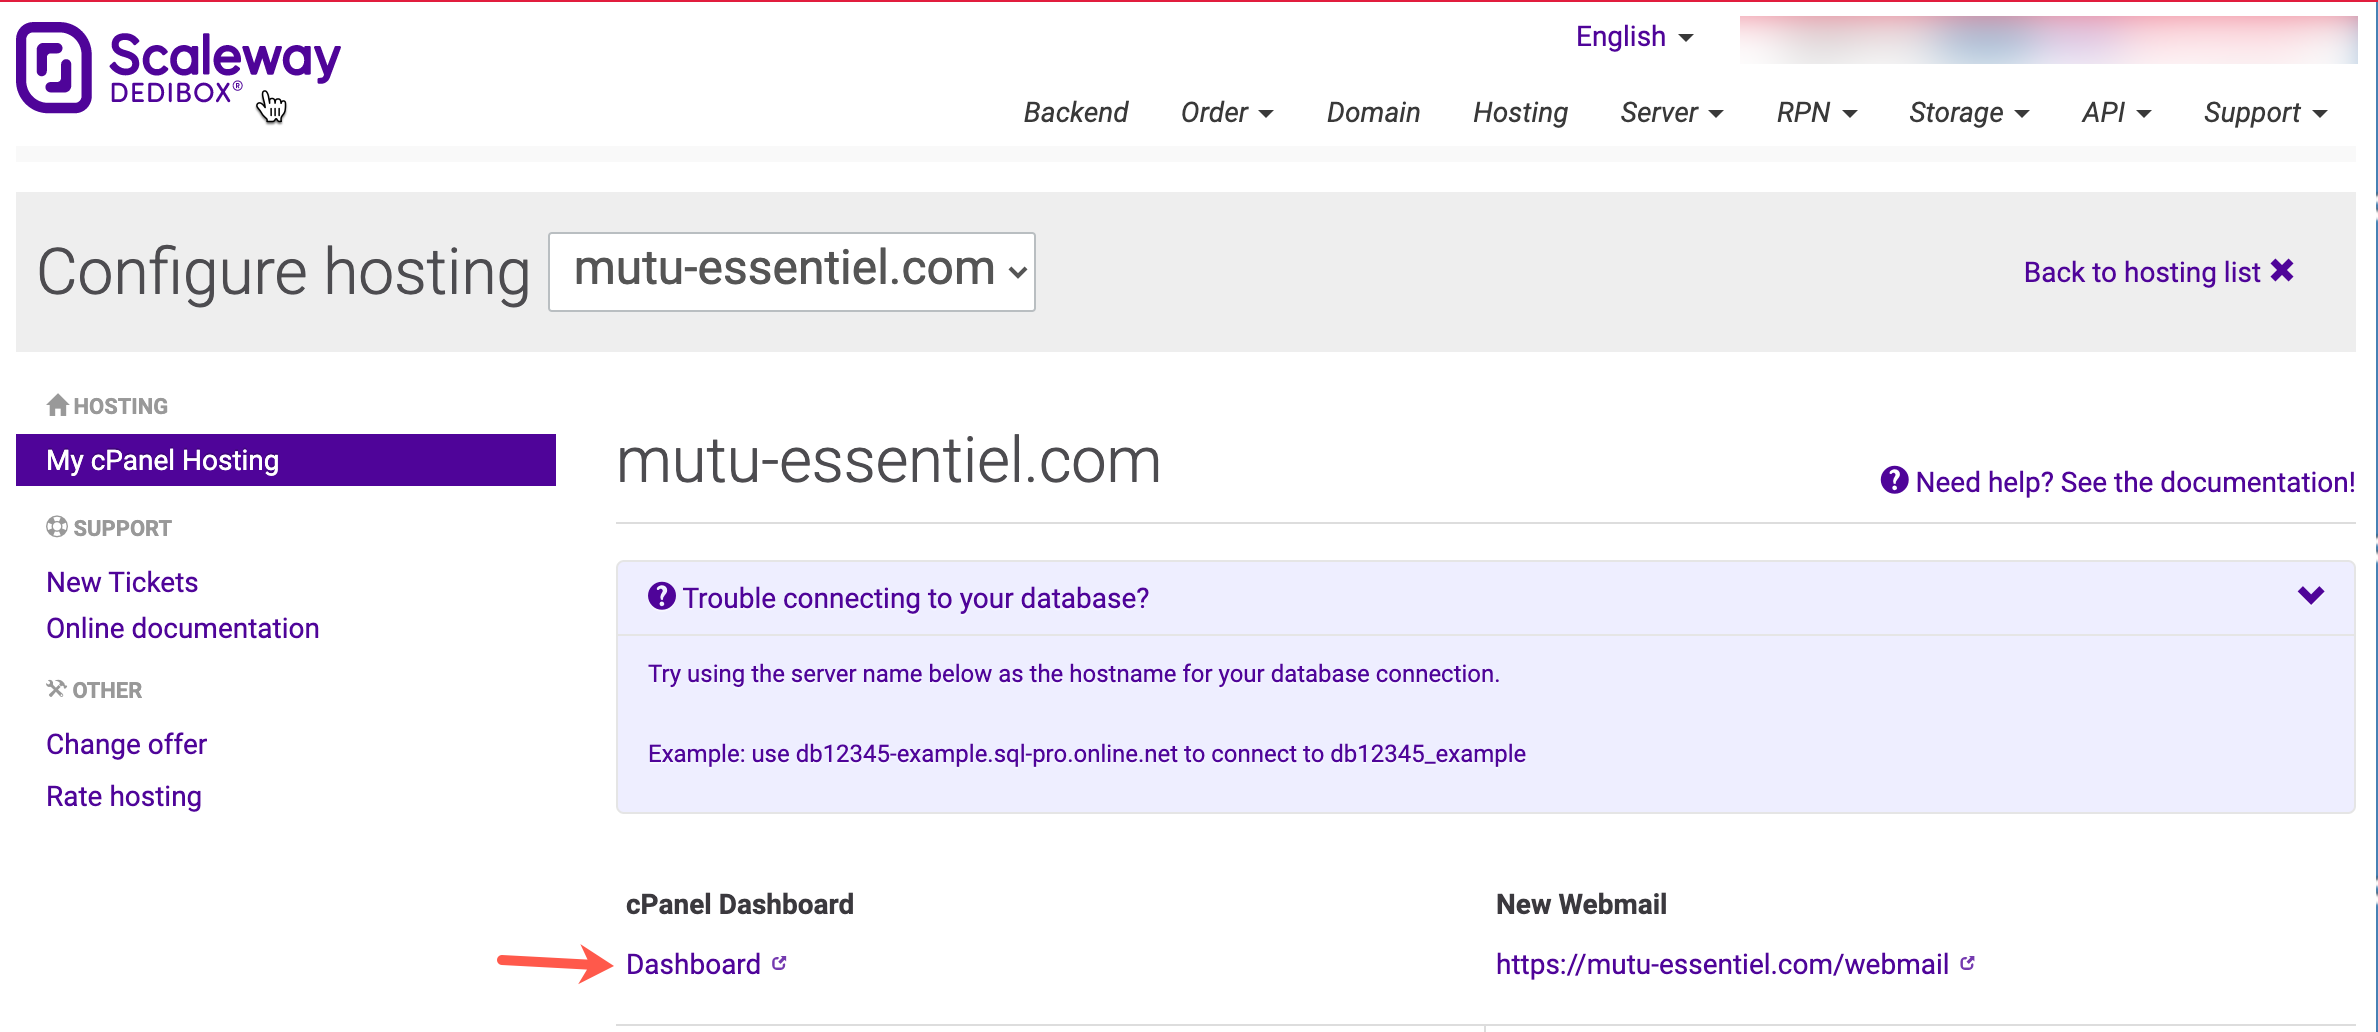 Scaleway
DEDIBOX®
English
Backend Order Domain Hosting Server RPN Storage API Support
Configure hosting mutu-essentiel.com
Back to hosting list
HOSTING
My cPanel Hosting
SUPPORT
New Tickets
Online documentation
OTHER
Change offer
Rate hosting
mutu-essentiel.com
Need help? See the documentation!
Trouble connecting to your database?
Try using the server name below as the hostname for your database connection.
Example: use db12345-example.sql-pro.online.net to connect to db12345_example
cPanel Dashboard
Dashboard
New Webmail
https://mutu-essentiel.com/webmail